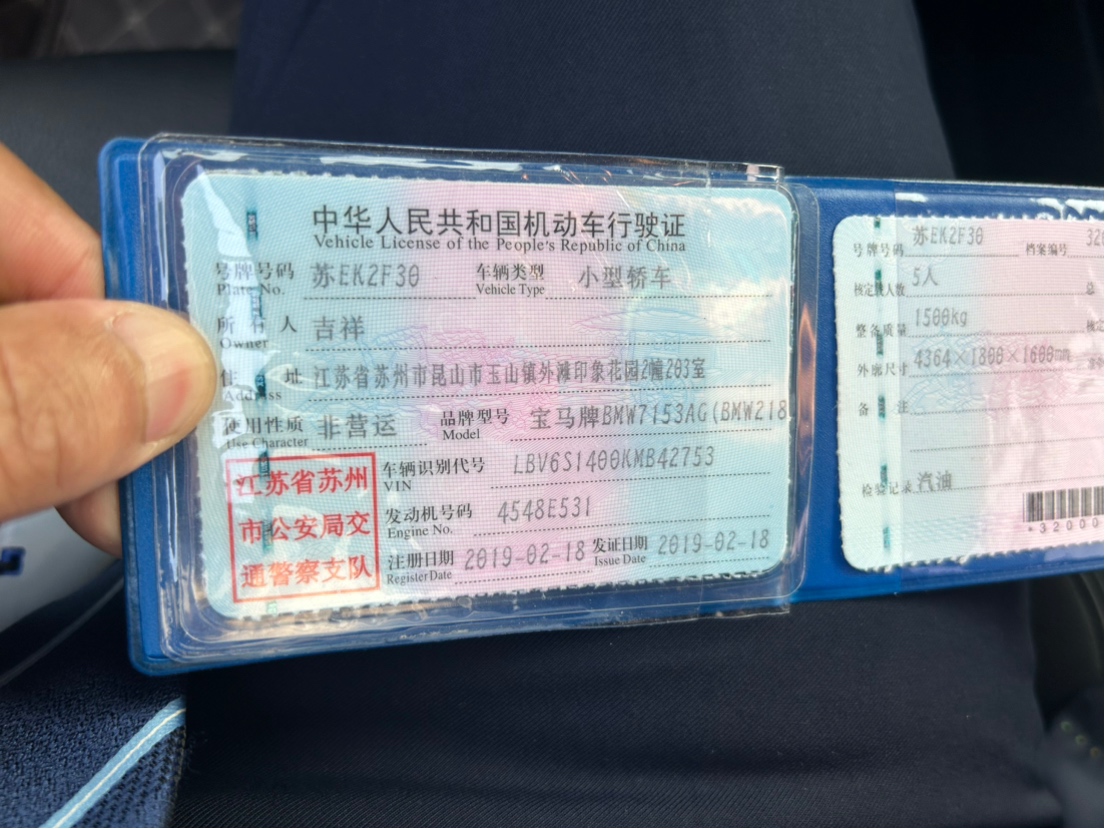 中华人民共和国机动车行驶证
Vehicle License of the People's Republic of China
号牌号码 苏EK2F30 车辆类型 小型轿车
Plate No. Vehicle Type
所有人 吉祥
Owner
住址 江苏省苏州市昆山市玉山镇外滩印象花园2幢203室
Address
使用性质 非营运 品牌型号 宝马牌BMW7153AG(BMW218
Use Character Model
江苏省苏州
市公安局交
通警察支队
车辆识别代号 LBV6S1400KMB42753
VIN
发动机号码 4548E531
Engine No.
注册日期 2019-02-18 发证日期 2019-02-18
Register Date Issue Date
号牌号码 苏EK2F30 档案编号 320
核定载人数 5人 总
整备质量 1500kg 核定
外廓尺寸 4364×1800×1600mm
备注
检验记录 汽油
*32000